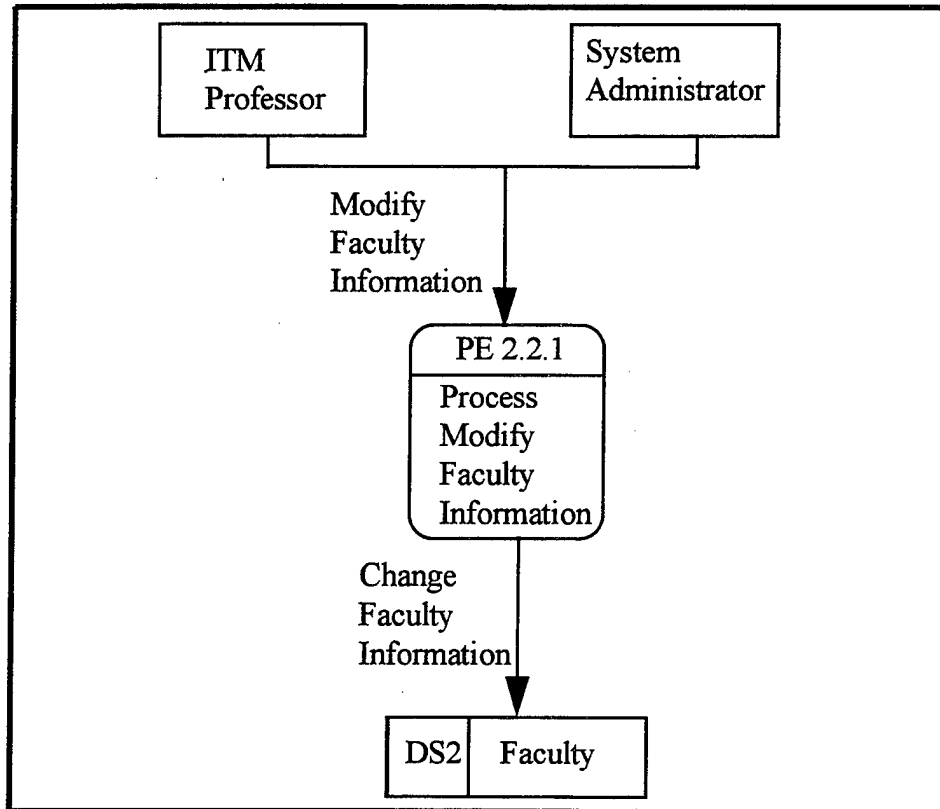 ITM
Professor
System
Administrator
Modify
Faculty
Information
PE 2.2.1
Process
Modify
Faculty
Information
Change
Faculty
Information
DS2 Faculty